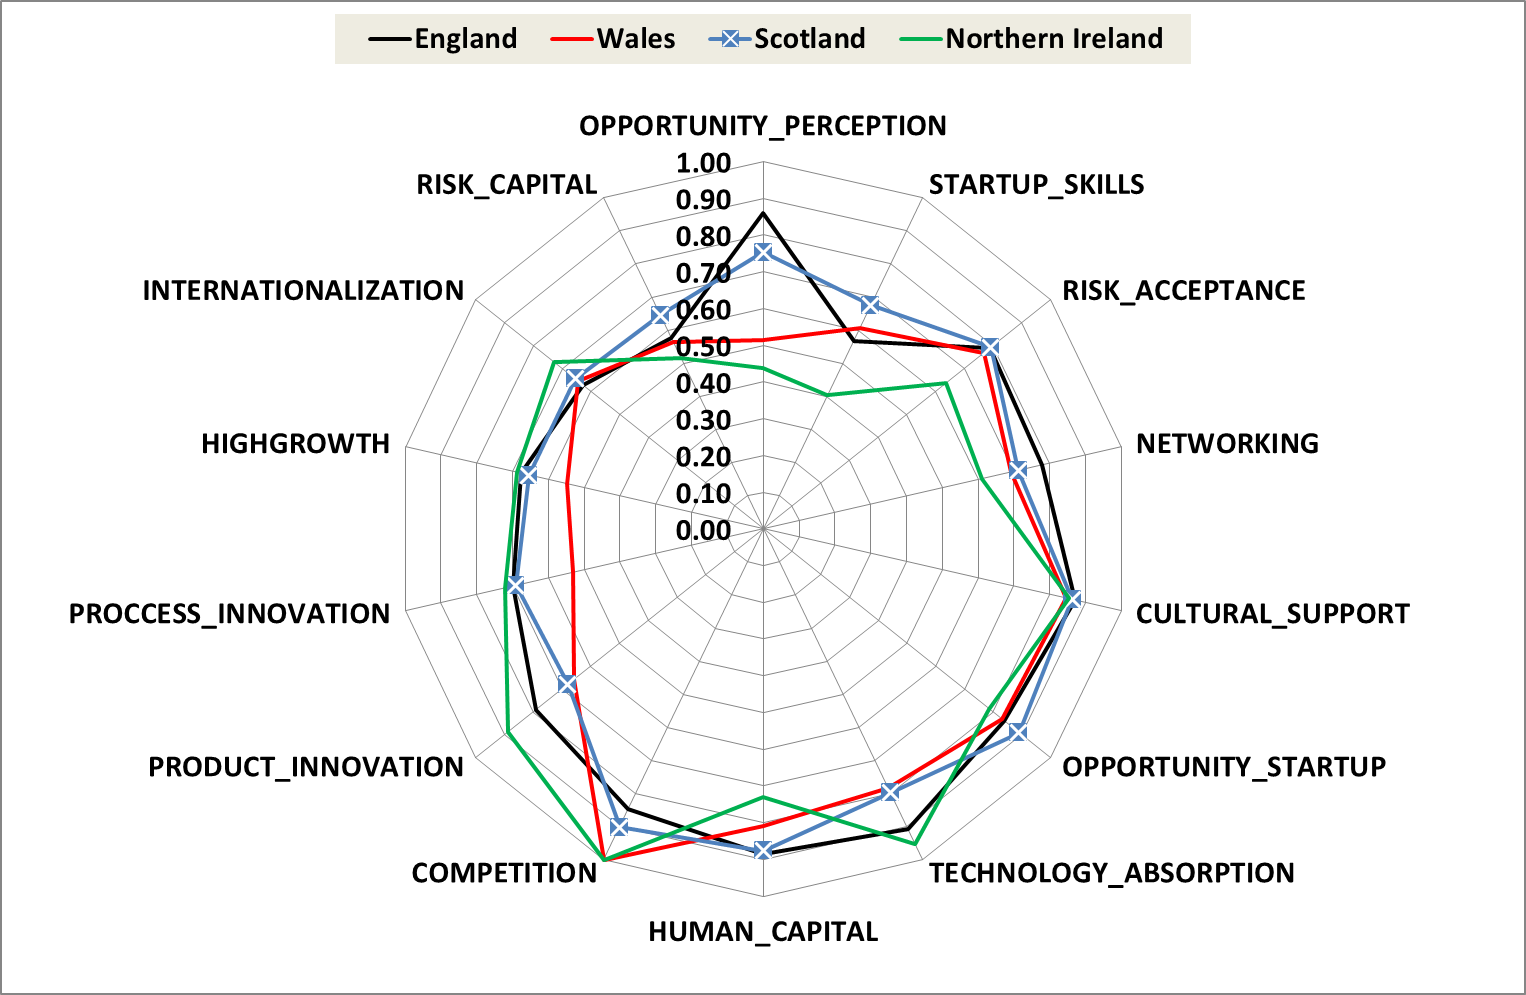 England Wales Scotland Northern Ireland
OPPORTUNITY_PERCEPTION
1.00
RISK_CAPITAL
STARTUP_SKILLS
0.90
0.80
0.70
INTERNATIONALIZATION
RISK_ACCEPTANCE
0.60
0.50
0.40
0.30
HIGHGROWTH
NETWORKING
0.20
0.10
0.00
PROCCESS_INNOVATION
CULTURAL_SUPPORT
PRODUCT_INNOVATION
OPPORTUNITY_STARTUP
COMPETITION
TECHNOLOGY_ABSORPTION
HUMAN_CAPITAL